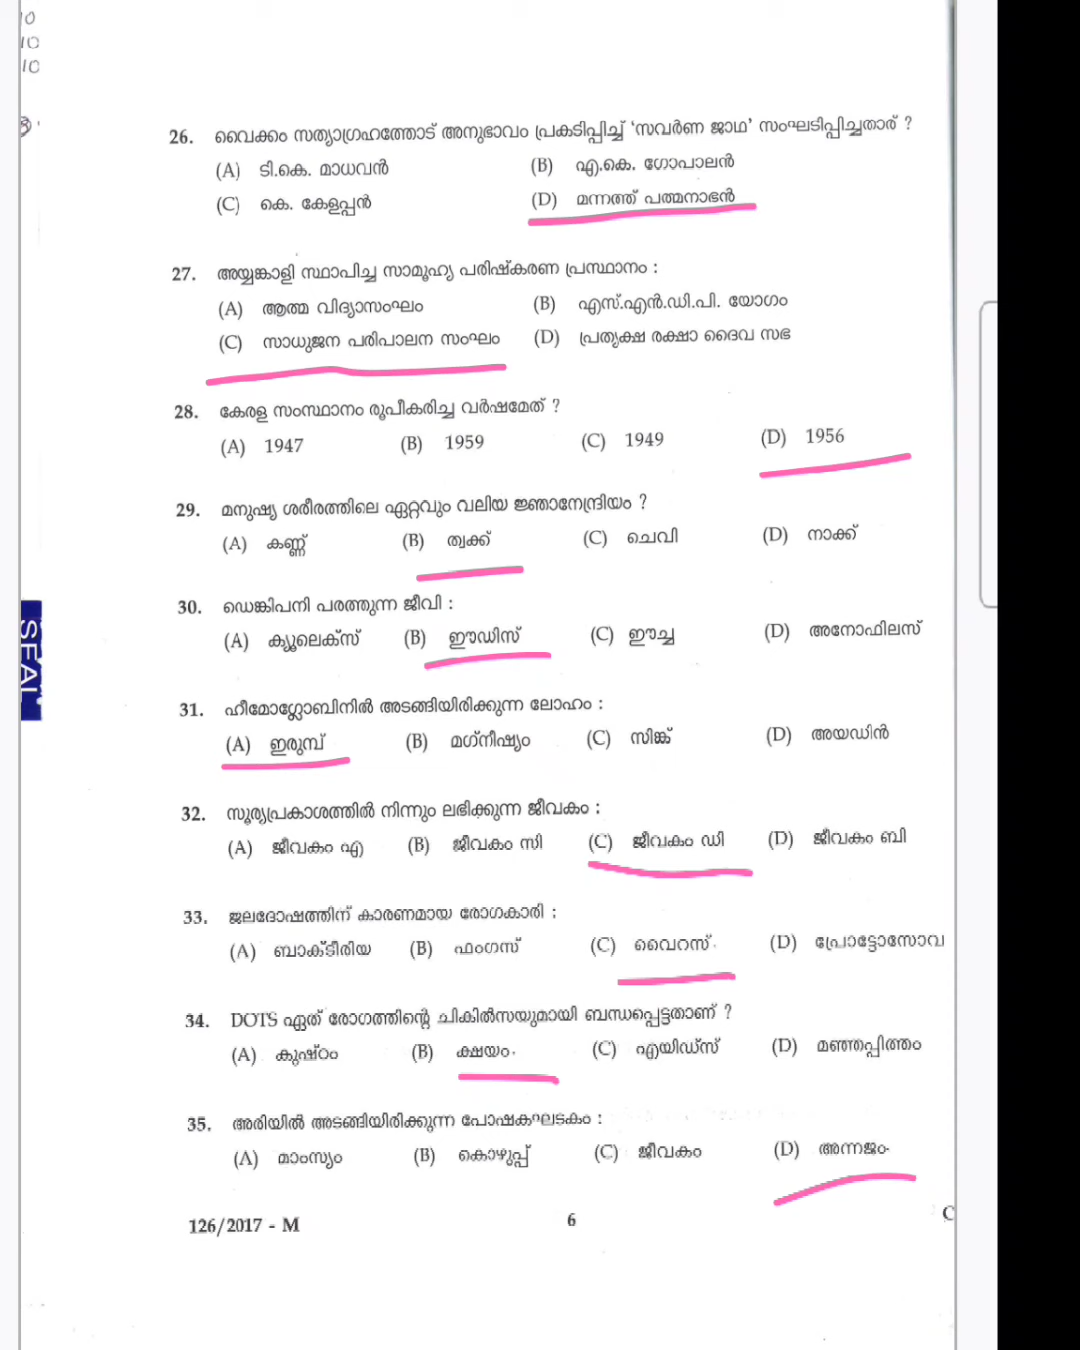 10
10
10
26. വൈക്കം സത്യാഗ്രഹത്തോട് അനുഭാവം പ്രകടിപ്പിച്ച് ‘സവർണ ജാഥ’ സംഘടിപ്പിച്ചതാര് ?
(A) ടി.കെ. മാധവൻ (B) എ.കെ. ഗോപാലൻ
(C) കെ. കേളപ്പൻ (D) മന്നത്ത് പത്മനാഭൻ
27. അയ്യങ്കാളി സ്ഥാപിച്ച സാമൂഹ്യ പരിഷ്കരണ പ്രസ്ഥാനം :
(A) ആത്മ വിദ്യാസംഘം (B) എസ്.എൻ.ഡി.പി. യോഗം
(C) സാധുജന പരിപാലന സംഘം (D) പ്രത്യക്ഷ രക്ഷാ ദൈവ സഭ
28. കേരള സംസ്ഥാനം രൂപീകരിച്ച വർഷമേത് ?
(A) 1947 (B) 1959 (C) 1949 (D) 1956
29. മനുഷ്യ ശരീരത്തിലെ ഏറ്റവും വലിയ ജ്ഞാനേന്ദ്രിയം ?
(A) കണ്ണ് (B) ത്വക്ക് (C) ചെവി (D) നാക്ക്
30. ഡെങ്കിപനി പരത്തുന്ന ജീവി :
(A) ക്യൂലെക്സ് (B) ഈഡിസ് (C) ഈച്ച (D) അനോഫിലസ്
SEAL
31. ഹീമോഗ്ലോബിനിൽ അടങ്ങിയിരിക്കുന്ന ലോഹം :
(A) ഇരുമ്പ് (B) മഗ്നീഷ്യം (C) സിങ്ക് (D) അയഡിൻ
32. സൂര്യപ്രകാശത്തിൽ നിന്നും ലഭിക്കുന്ന ജീവകം :
(A) ജീവകം എ (B) ജീവകം സി (C) ജീവകം ഡി (D) ജീവകം ബി
33. ജലദോഷത്തിന് കാരണമായ രോഗകാരി :
(A) ബാക്ടീരിയ (B) ഫംഗസ് (C) വൈറസ് (D) പ്രോട്ടോസോവ
34. DOTS ഏത് രോഗത്തിന്റെ ചികിൽസയുമായി ബന്ധപ്പെട്ടതാണ് ?
(A) കുഷ്ഠം (B) ക്ഷയം (C) എയിഡ്സ് (D) മഞ്ഞപ്പിത്തം
35. അരിയിൽ അടങ്ങിയിരിക്കുന്ന പോഷകഘടകം :
(A) മാംസ്യം (B) കൊഴുപ്പ് (C) ജീവകം (D) അന്നജം
126/2017 - M 6 C